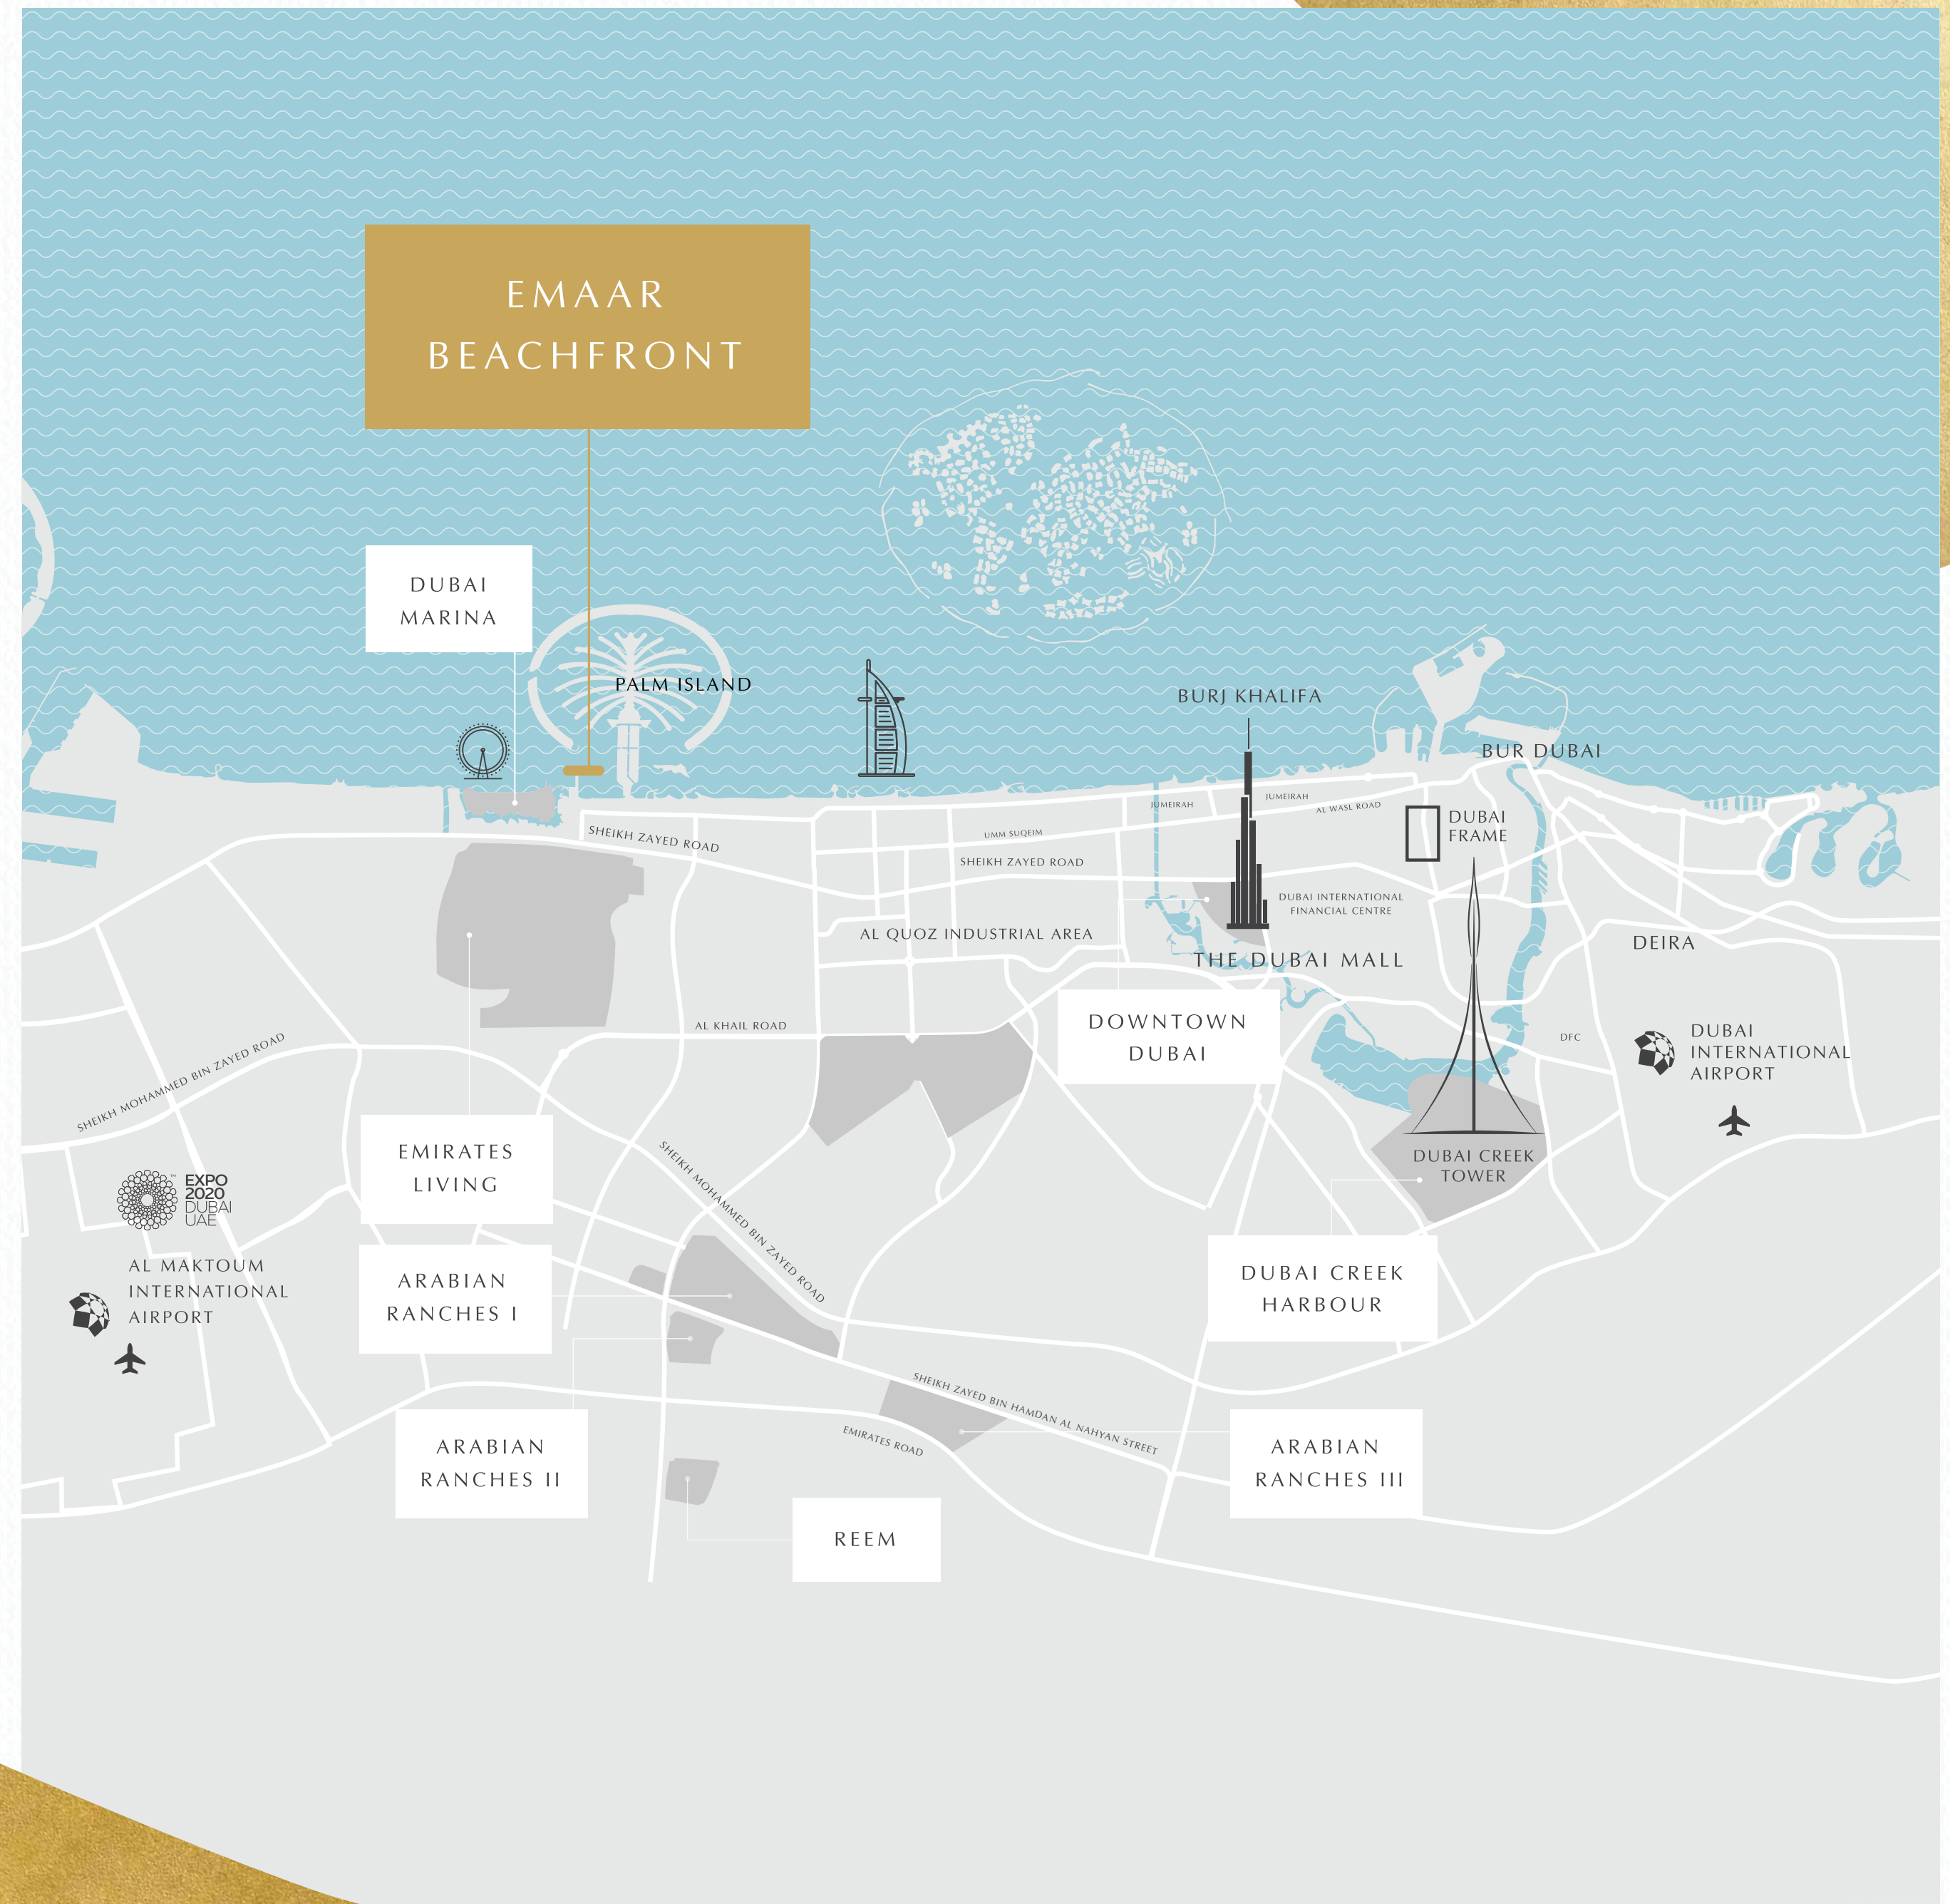 EMAAR
BEACHFRONT
DUBAI
MARINA
PALM ISLAND
BURJ KHALIFA
BUR DUBAI
JUMEIRAH
JUMEIRAH
AL WASL ROAD
DUBAI
FRAME
SHEIKH ZAYED ROAD
UMM SUQEIM
SHEIKH ZAYED ROAD
DUBAI INTERNATIONAL
FINANCIAL CENTRE
AL QUOZ INDUSTRIAL AREA
DEIRA
THE DUBAI MALL
DOWNTOWN
DUBAI
AL KHAIL ROAD
DFC
DUBAI
INTERNATIONAL
AIRPORT
SHEIKH MOHAMMED BIN ZAYED ROAD
EMIRATES
LIVING
SHEIKH MOHAMMED BIN ZAYED ROAD
DUBAI CREEK
TOWER
EXPO
2020
DUBAI
UAE
™
AL MAKTOUM
INTERNATIONAL
AIRPORT
ARABIAN
RANCHES I
DUBAI CREEK
HARBOUR
SHEIKH ZAYED BIN HAMDAN AL NAHYAN STREET
EMIRATES ROAD
ARABIAN
RANCHES II
ARABIAN
RANCHES III
REEM